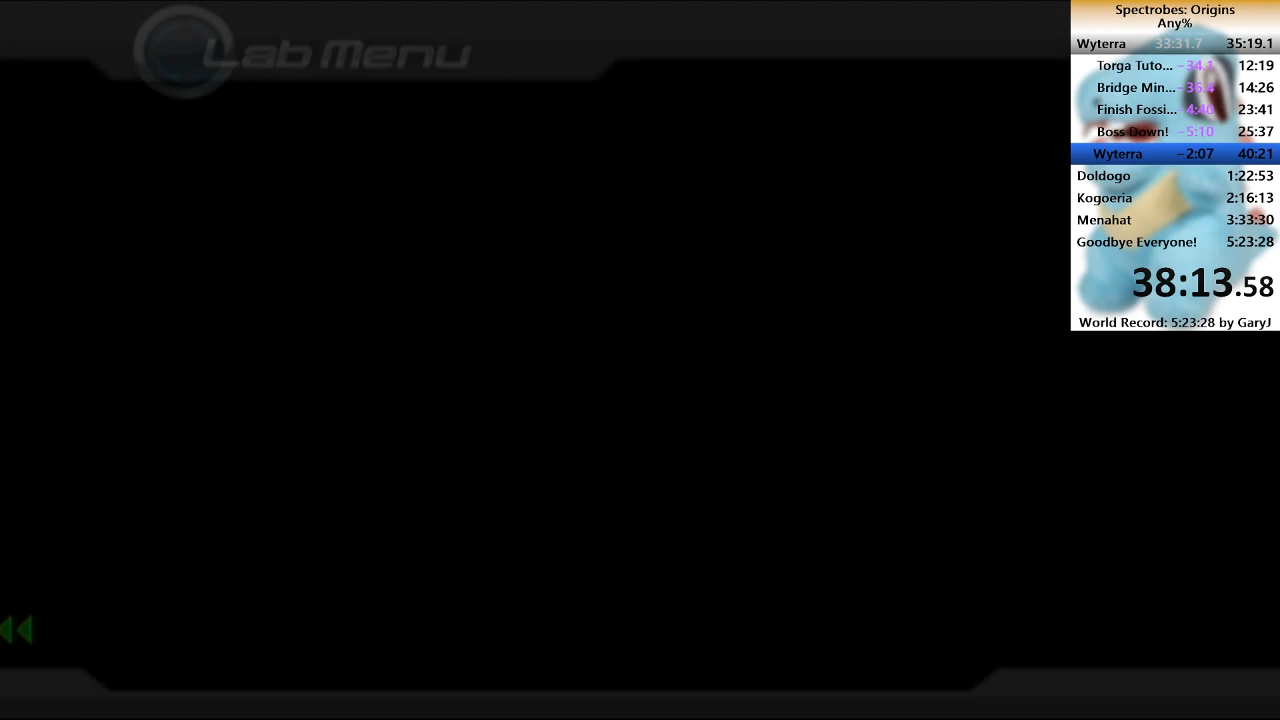 Lab Menu
Spectrobes: Origins
Any%
Wyterra 33:31.7 35:19.1
Torga Tuto... -34.1 12:19
Bridge Min... -36.4 14:26
Finish Fossi... -4:40 23:41
Boss Down! -5:10 25:37
Wyterra -2:07 40:21
Doldogo 1:22:53
Kogoeria 2:16:13
Menahat 3:33:30
Goodbye Everyone! 5:23:28
38:13.58
World Record: 5:23:28 by GaryJ